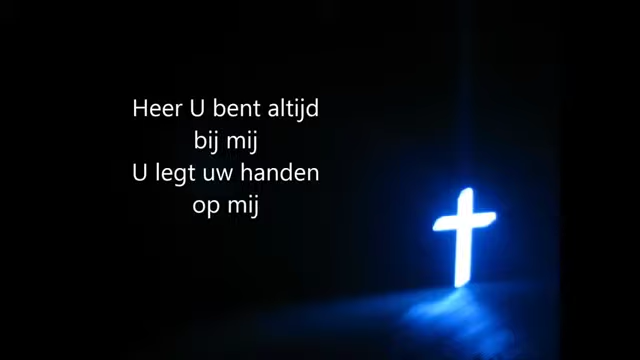 Heer U bent altijd
bij mij
U legt uw handen
op mij